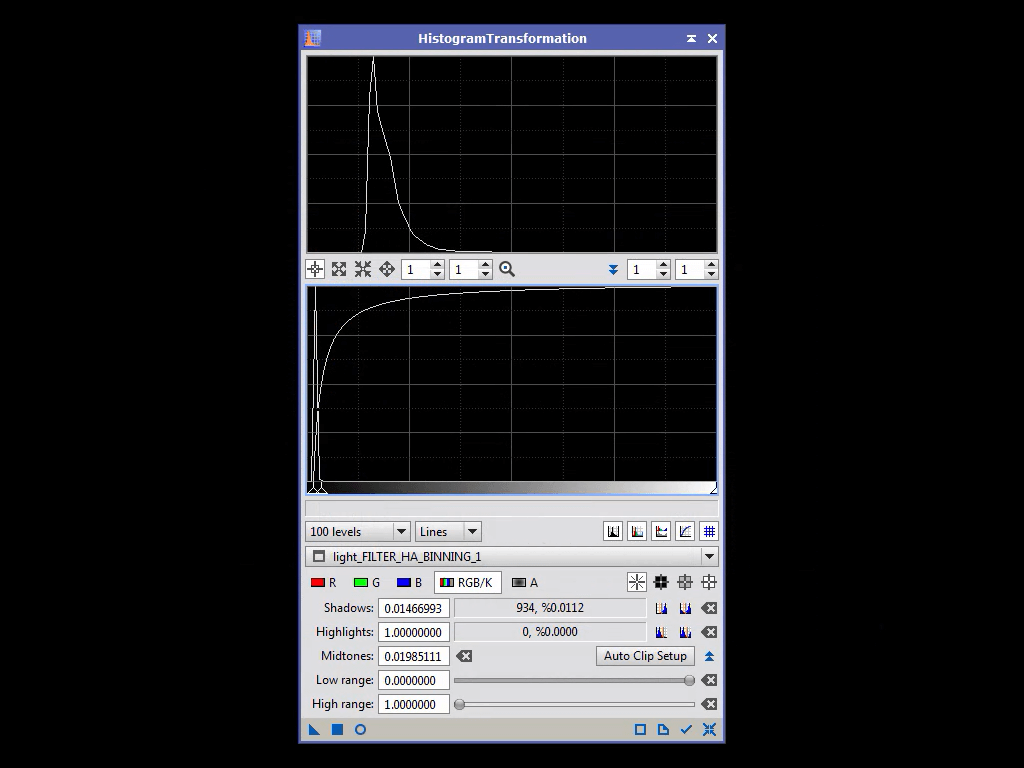 HistogramTransformation
1 1 1 1
100 levels Lines
light_FILTER_HA_BINNING_1
R G B RGB/K A
Shadows: 0.01466993 934, %0.0112
Highlights: 1.00000000 0, %0.0000
Midtones: 0.01985111 Auto Clip Setup
Low range: 0.0000000
High range: 1.0000000